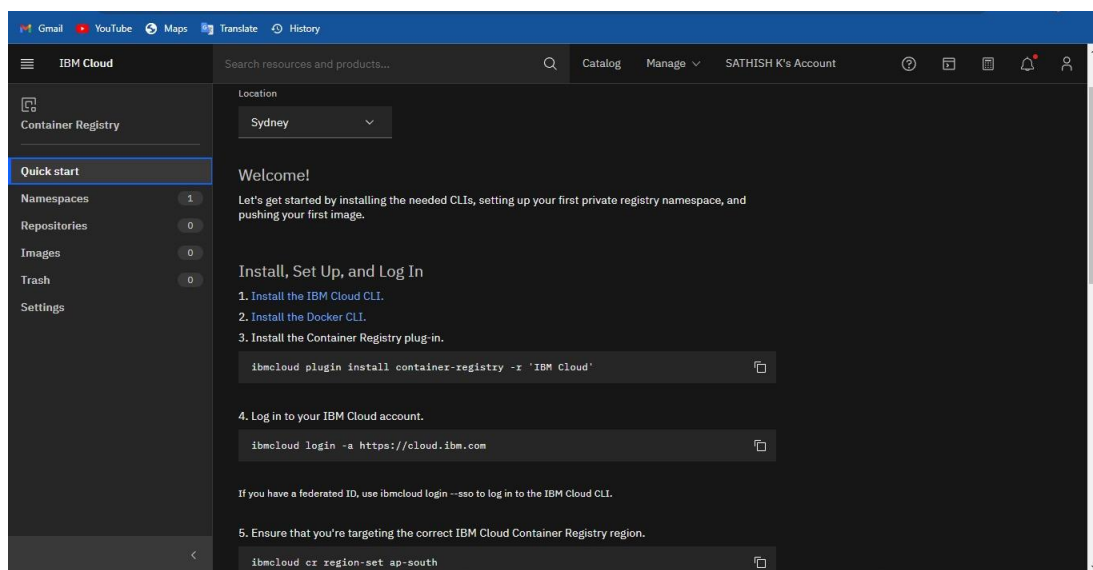 Gmail YouTube Maps Translate History
IBM Cloud Search resources and products... Catalog Manage SATHISH K's Account
Container Registry
Quick start
Namespaces 1
Repositories 0
Images 0
Trash 0
Settings
Location
Sydney
Welcome!
Let's get started by installing the needed CLIs, setting up your first private registry namespace, and
pushing your first image.
Install, Set Up, and Log In
1. Install the IBM Cloud CLI.
2. Install the Docker CLI.
3. Install the Container Registry plug-in.
ibmcloud plugin install container-registry -r 'IBM Cloud'
4. Log in to your IBM Cloud account.
ibmcloud login -a https://cloud.ibm.com
If you have a federated ID, use ibmcloud login --sso to log in to the IBM Cloud CLI.
5. Ensure that you're targeting the correct IBM Cloud Container Registry region.
ibmcloud cr region-set ap-south